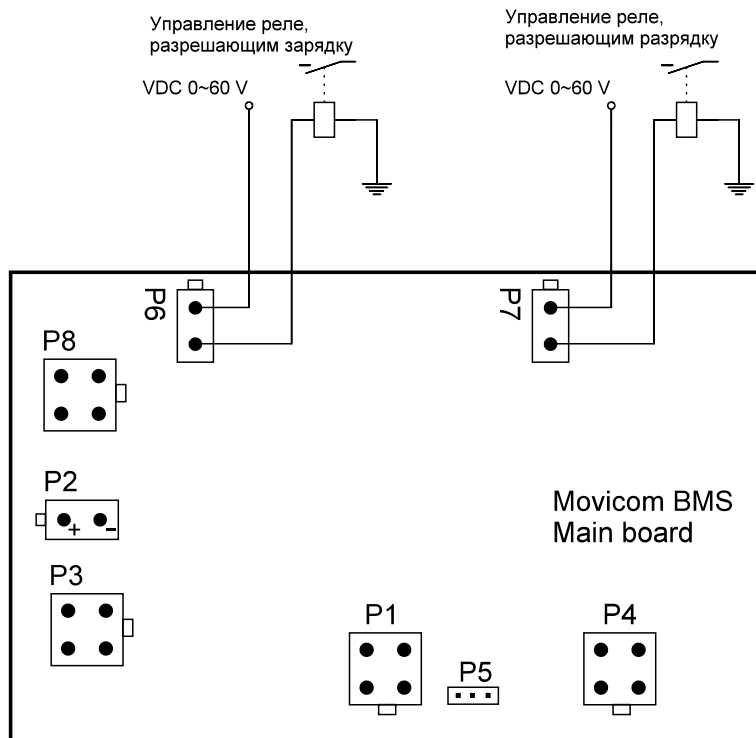 Управление реле,
разрешающим зарядку
VDC 0~60 V
Управление реле,
разрешающим разрядку
VDC 0~60 V
P6
P7
P8
P2
+ -
P3
Movicom BMS
Main board
P1
P5
P4